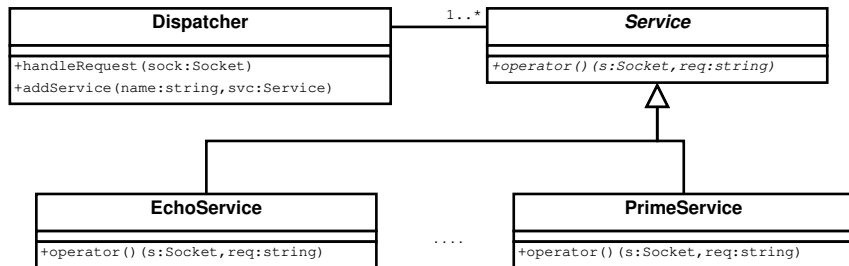 Dispatcher
+handleRequest(sock:Socket)
+addService(name:string,svc:Service)
1..*
Service
+operator()(s:Socket,req:string)
EchoService
+operator()(s:Socket,req:string)
....
PrimeService
+operator()(s:Socket,req:string)